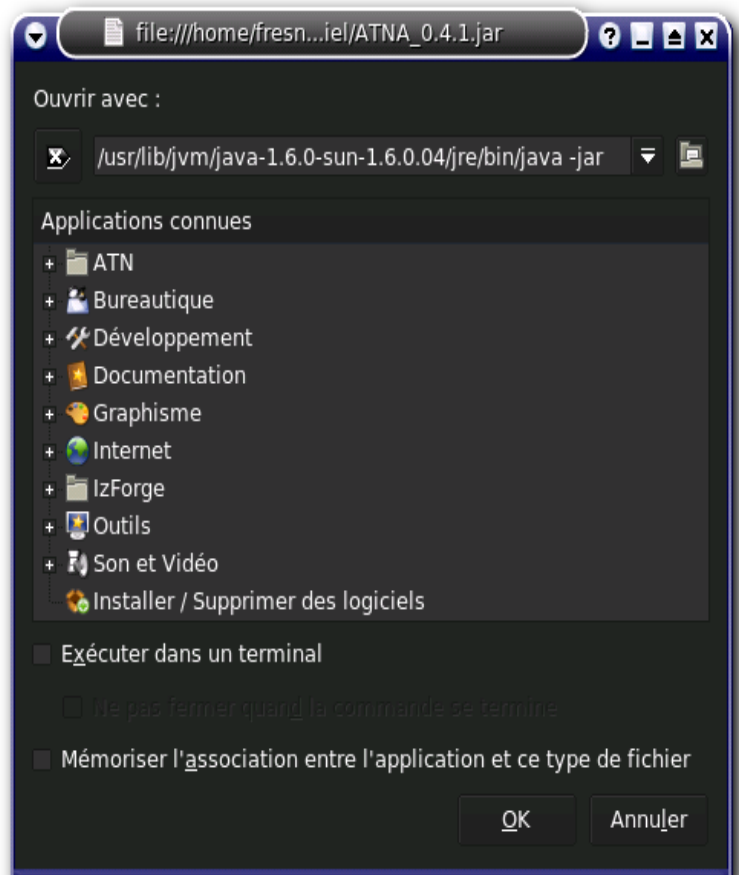 file:///home/fresn...iel/ATNA_0.4.1.jar
Ouvrir avec :
/usr/lib/jvm/java-1.6.0-sun-1.6.0.04/jre/bin/java -jar
Applications connues
ATN
Bureautique
Développement
Documentation
Graphisme
Internet
IzForge
Outils
Son et Vidéo
Installer / Supprimer des logiciels
Exécuter dans un terminal
Ne pas fermer quand la commande se termine
Mémoriser l'association entre l'application et ce type de fichier
OK Annuler